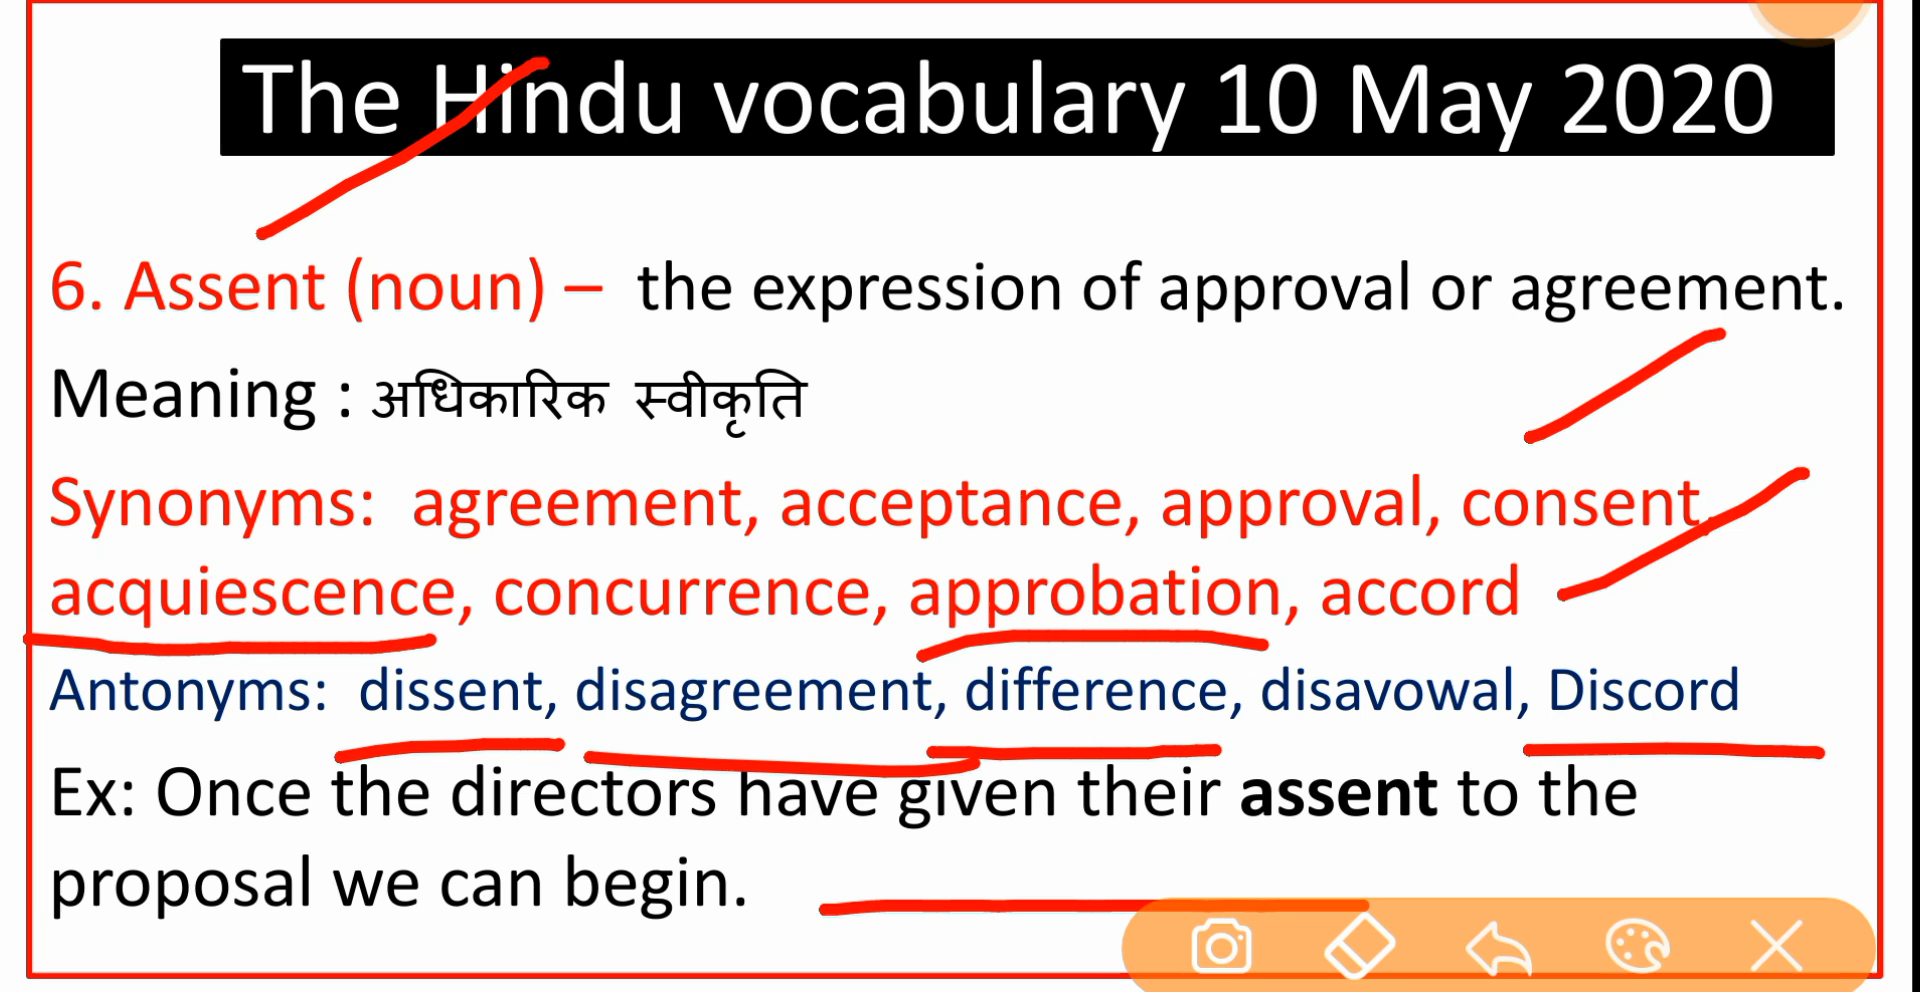 The Hindu vocabulary 10 May 2020
6. Assent (noun) – the expression of approval or agreement.
Meaning : अधिकारिक स्वीकृति
Synonyms: agreement, acceptance, approval, consent,
acquiescence, concurrence, approbation, accord
Antonyms: dissent, disagreement, difference, disavowal, Discord
Ex: Once the directors have given their assent to the
proposal we can begin.